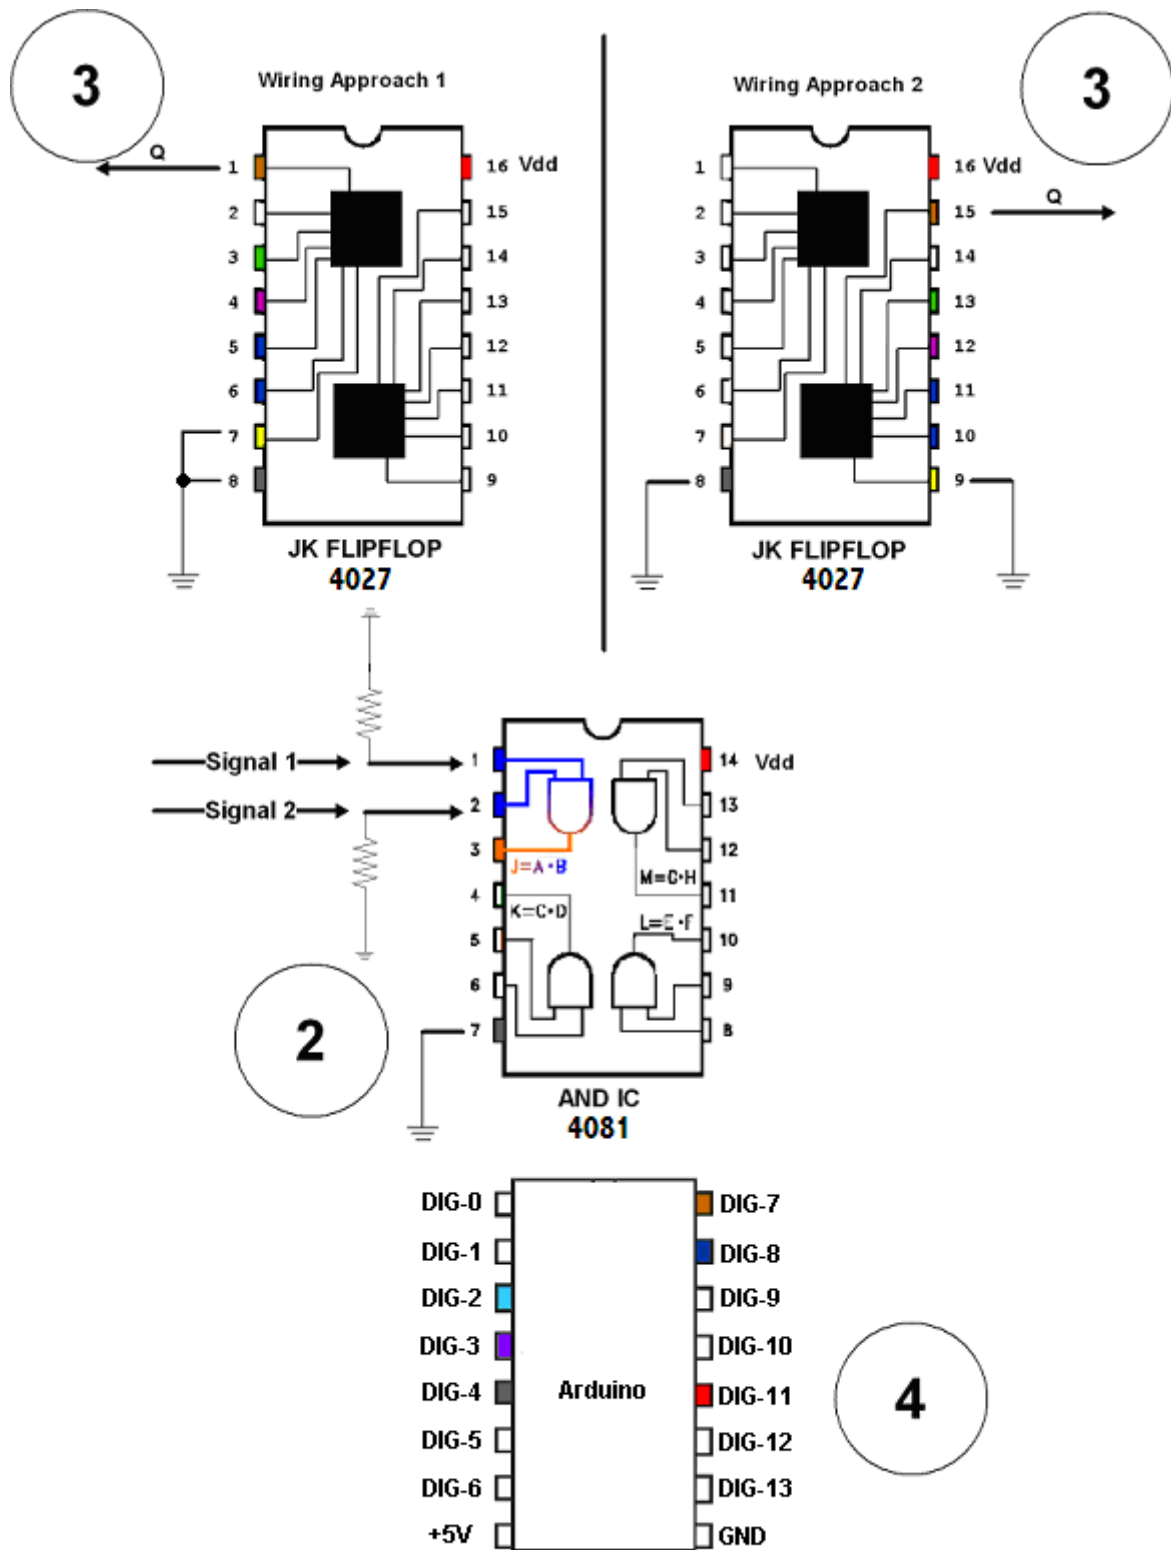 3
Wiring Approach 1
Q
1
2
3
4
5
6
7
8
16 Vdd
15
14
13
12
11
10
9
JK FLIPFLOP
4027
Wiring Approach 2
3
1
2
3
4
5
6
7
8
16 Vdd
15
Q
14
13
12
11
10
9
JK FLIPFLOP
4027
Signal 1
Signal 2
1
2
3
4
5
6
7
J=A·B
K=C·D
M=G·H
L=E·F
14 Vdd
13
12
11
10
9
8
2
AND IC
4081
DIG-0
DIG-1
DIG-2
DIG-3
DIG-4
DIG-5
DIG-6
+5V
Arduino
DIG-7
DIG-8
DIG-9
DIG-10
DIG-11
DIG-12
DIG-13
GND
4